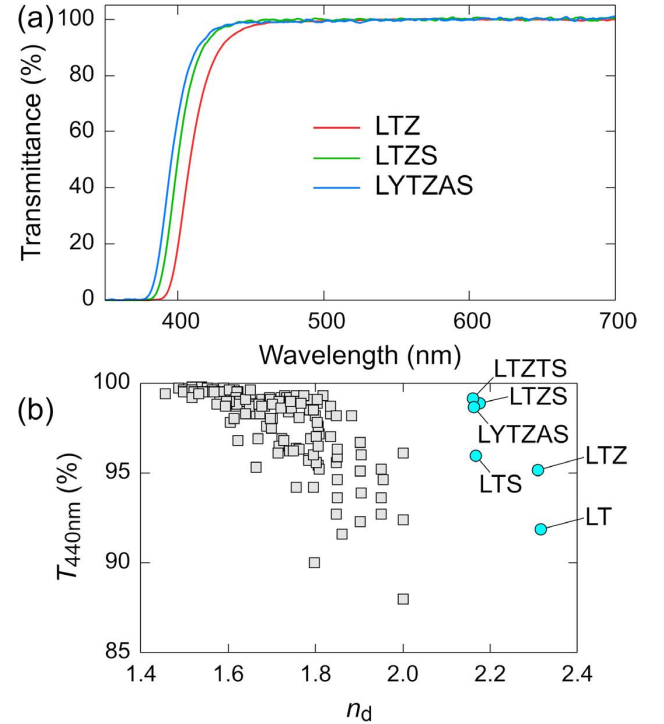 (a)
100
80
60
40
20
0
Transmittance (%)
LTZ
LTZS
LYTZAS
400
500
600
700
Wavelength (nm)
(b)
100
95
90
85
T440nm (%)
LTZTS
LTZS
LYTZAS
LTS
LTZ
LT
1.4
1.6
1.8
2.0
2.2
2.4
nd